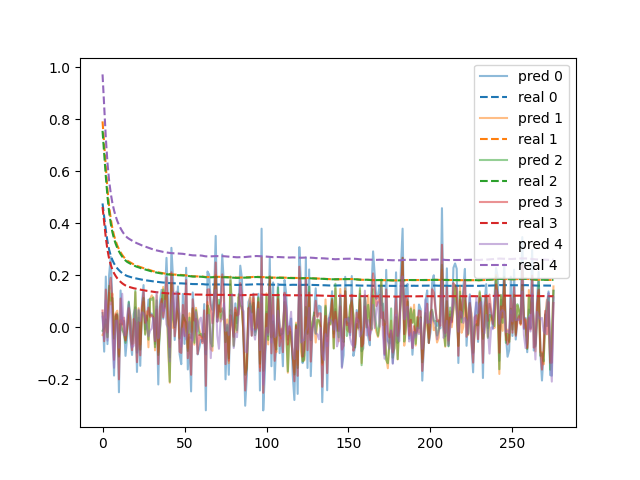 1.0
0.8
0.6
0.4
0.2
0.0
−0.2
0
50
100
150
200
250
pred 0
real 0
pred 1
real 1
pred 2
real 2
pred 3
real 3
pred 4
real 4